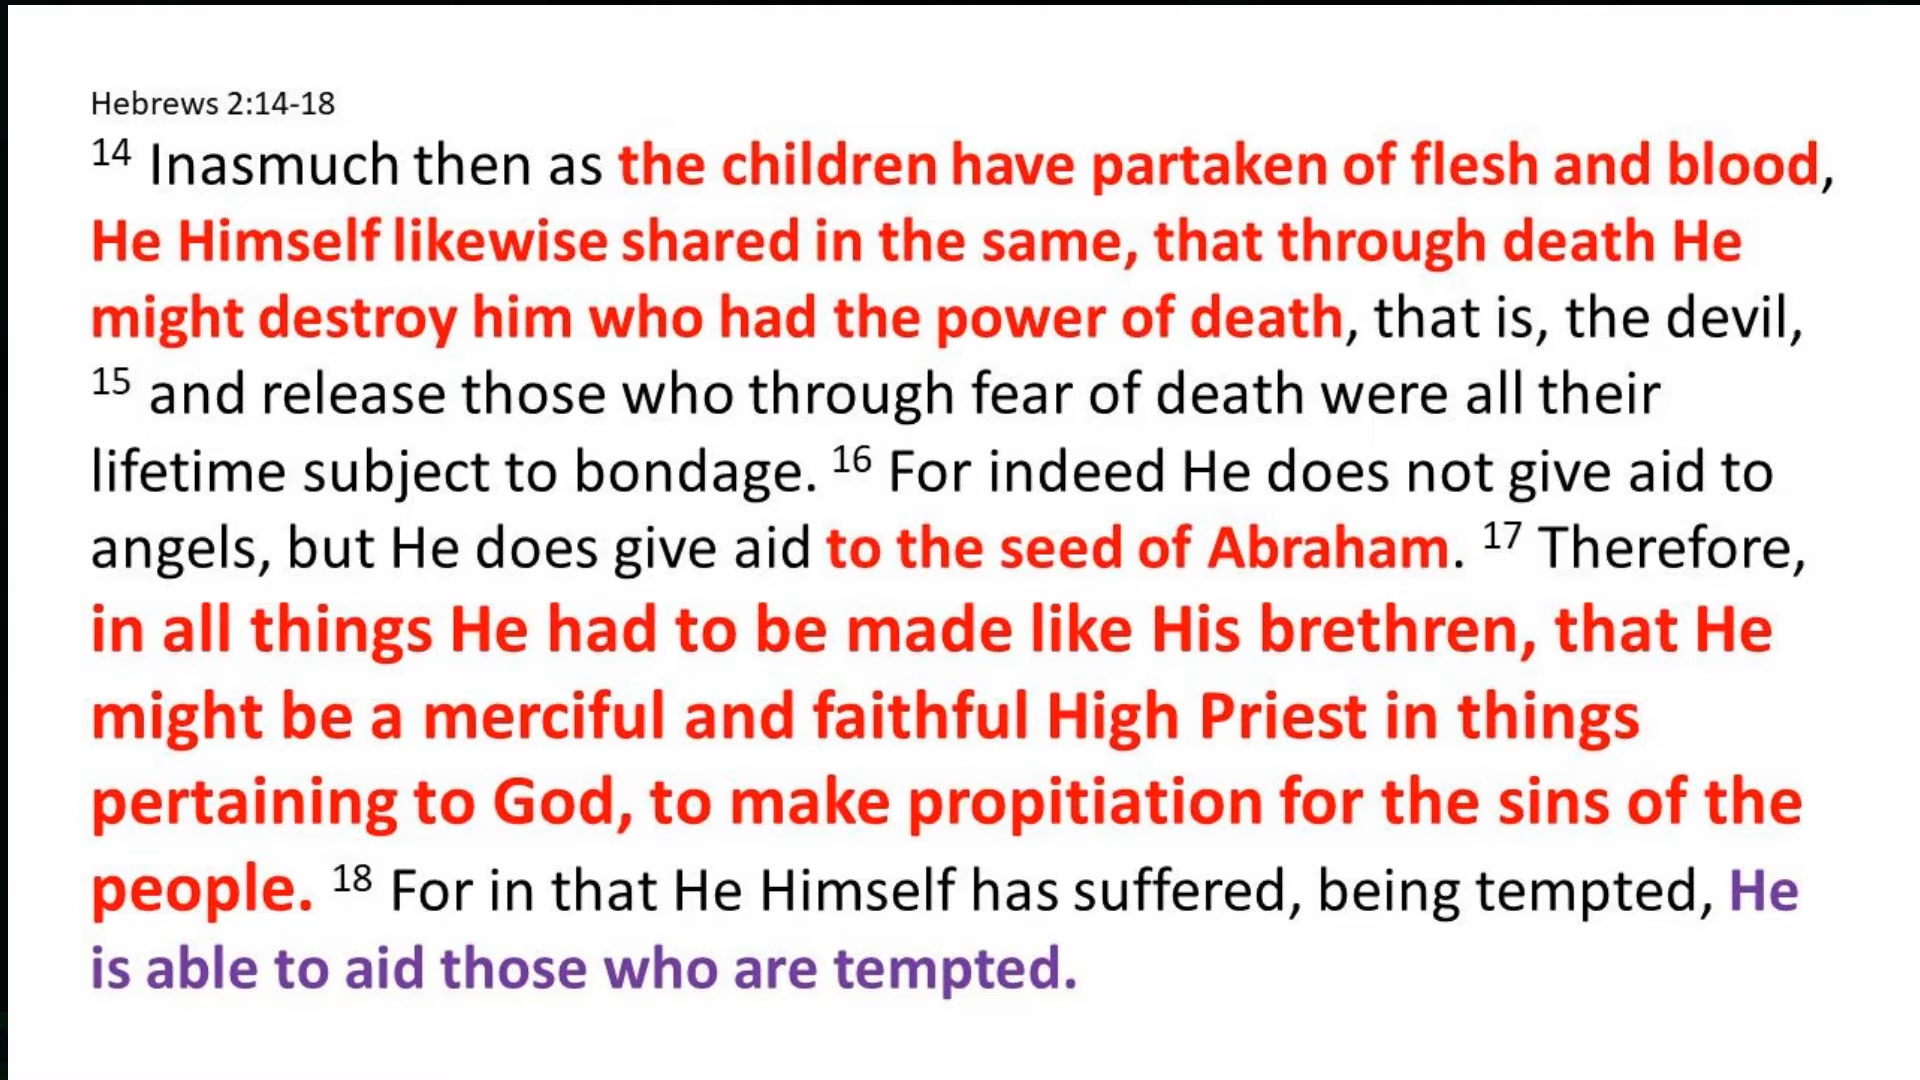 Hebrews 2:14-18
14 Inasmuch then as the children have partaken of flesh and blood,
He Himself likewise shared in the same, that through death He
might destroy him who had the power of death, that is, the devil,
15 and release those who through fear of death were all their
lifetime subject to bondage. 16 For indeed He does not give aid to
angels, but He does give aid to the seed of Abraham. 17 Therefore,
in all things He had to be made like His brethren, that He
might be a merciful and faithful High Priest in things
pertaining to God, to make propitiation for the sins of the
people. 18 For in that He Himself has suffered, being tempted, He
is able to aid those who are tempted.